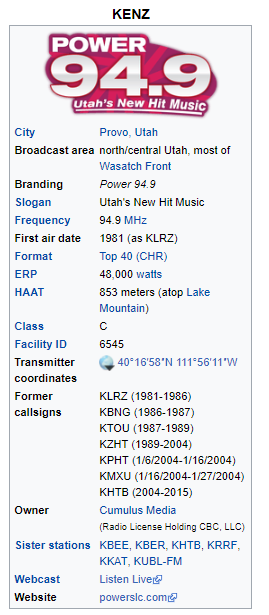 KENZ
POWER
94.9
Utah's New Hit Music
City Provo, Utah
Broadcast area north/central Utah, most of
Wasatch Front
Branding Power 94.9
Slogan Utah's New Hit Music
Frequency 94.9 MHz
First air date 1981 (as KLRZ)
Format Top 40 (CHR)
ERP 48,000 watts
HAAT 853 meters (atop Lake
Mountain)
Class C
Facility ID 6545
Transmitter 40°16′58″N 111°56′11″W
coordinates
Former KLRZ (1981-1986)
callsigns KBNG (1986-1987)
KTOU (1987-1989)
KZHT (1989-2004)
KPHT (1/6/2004-1/16/2004)
KMXU (1/16/2004-1/27/2004)
KHTB (2004-2015)
Owner Cumulus Media
(Radio License Holding CBC, LLC)
Sister stations KBEE, KBER, KHTB, KRRF,
KKAT, KUBL-FM
Webcast Listen Live
Website powerslc.com